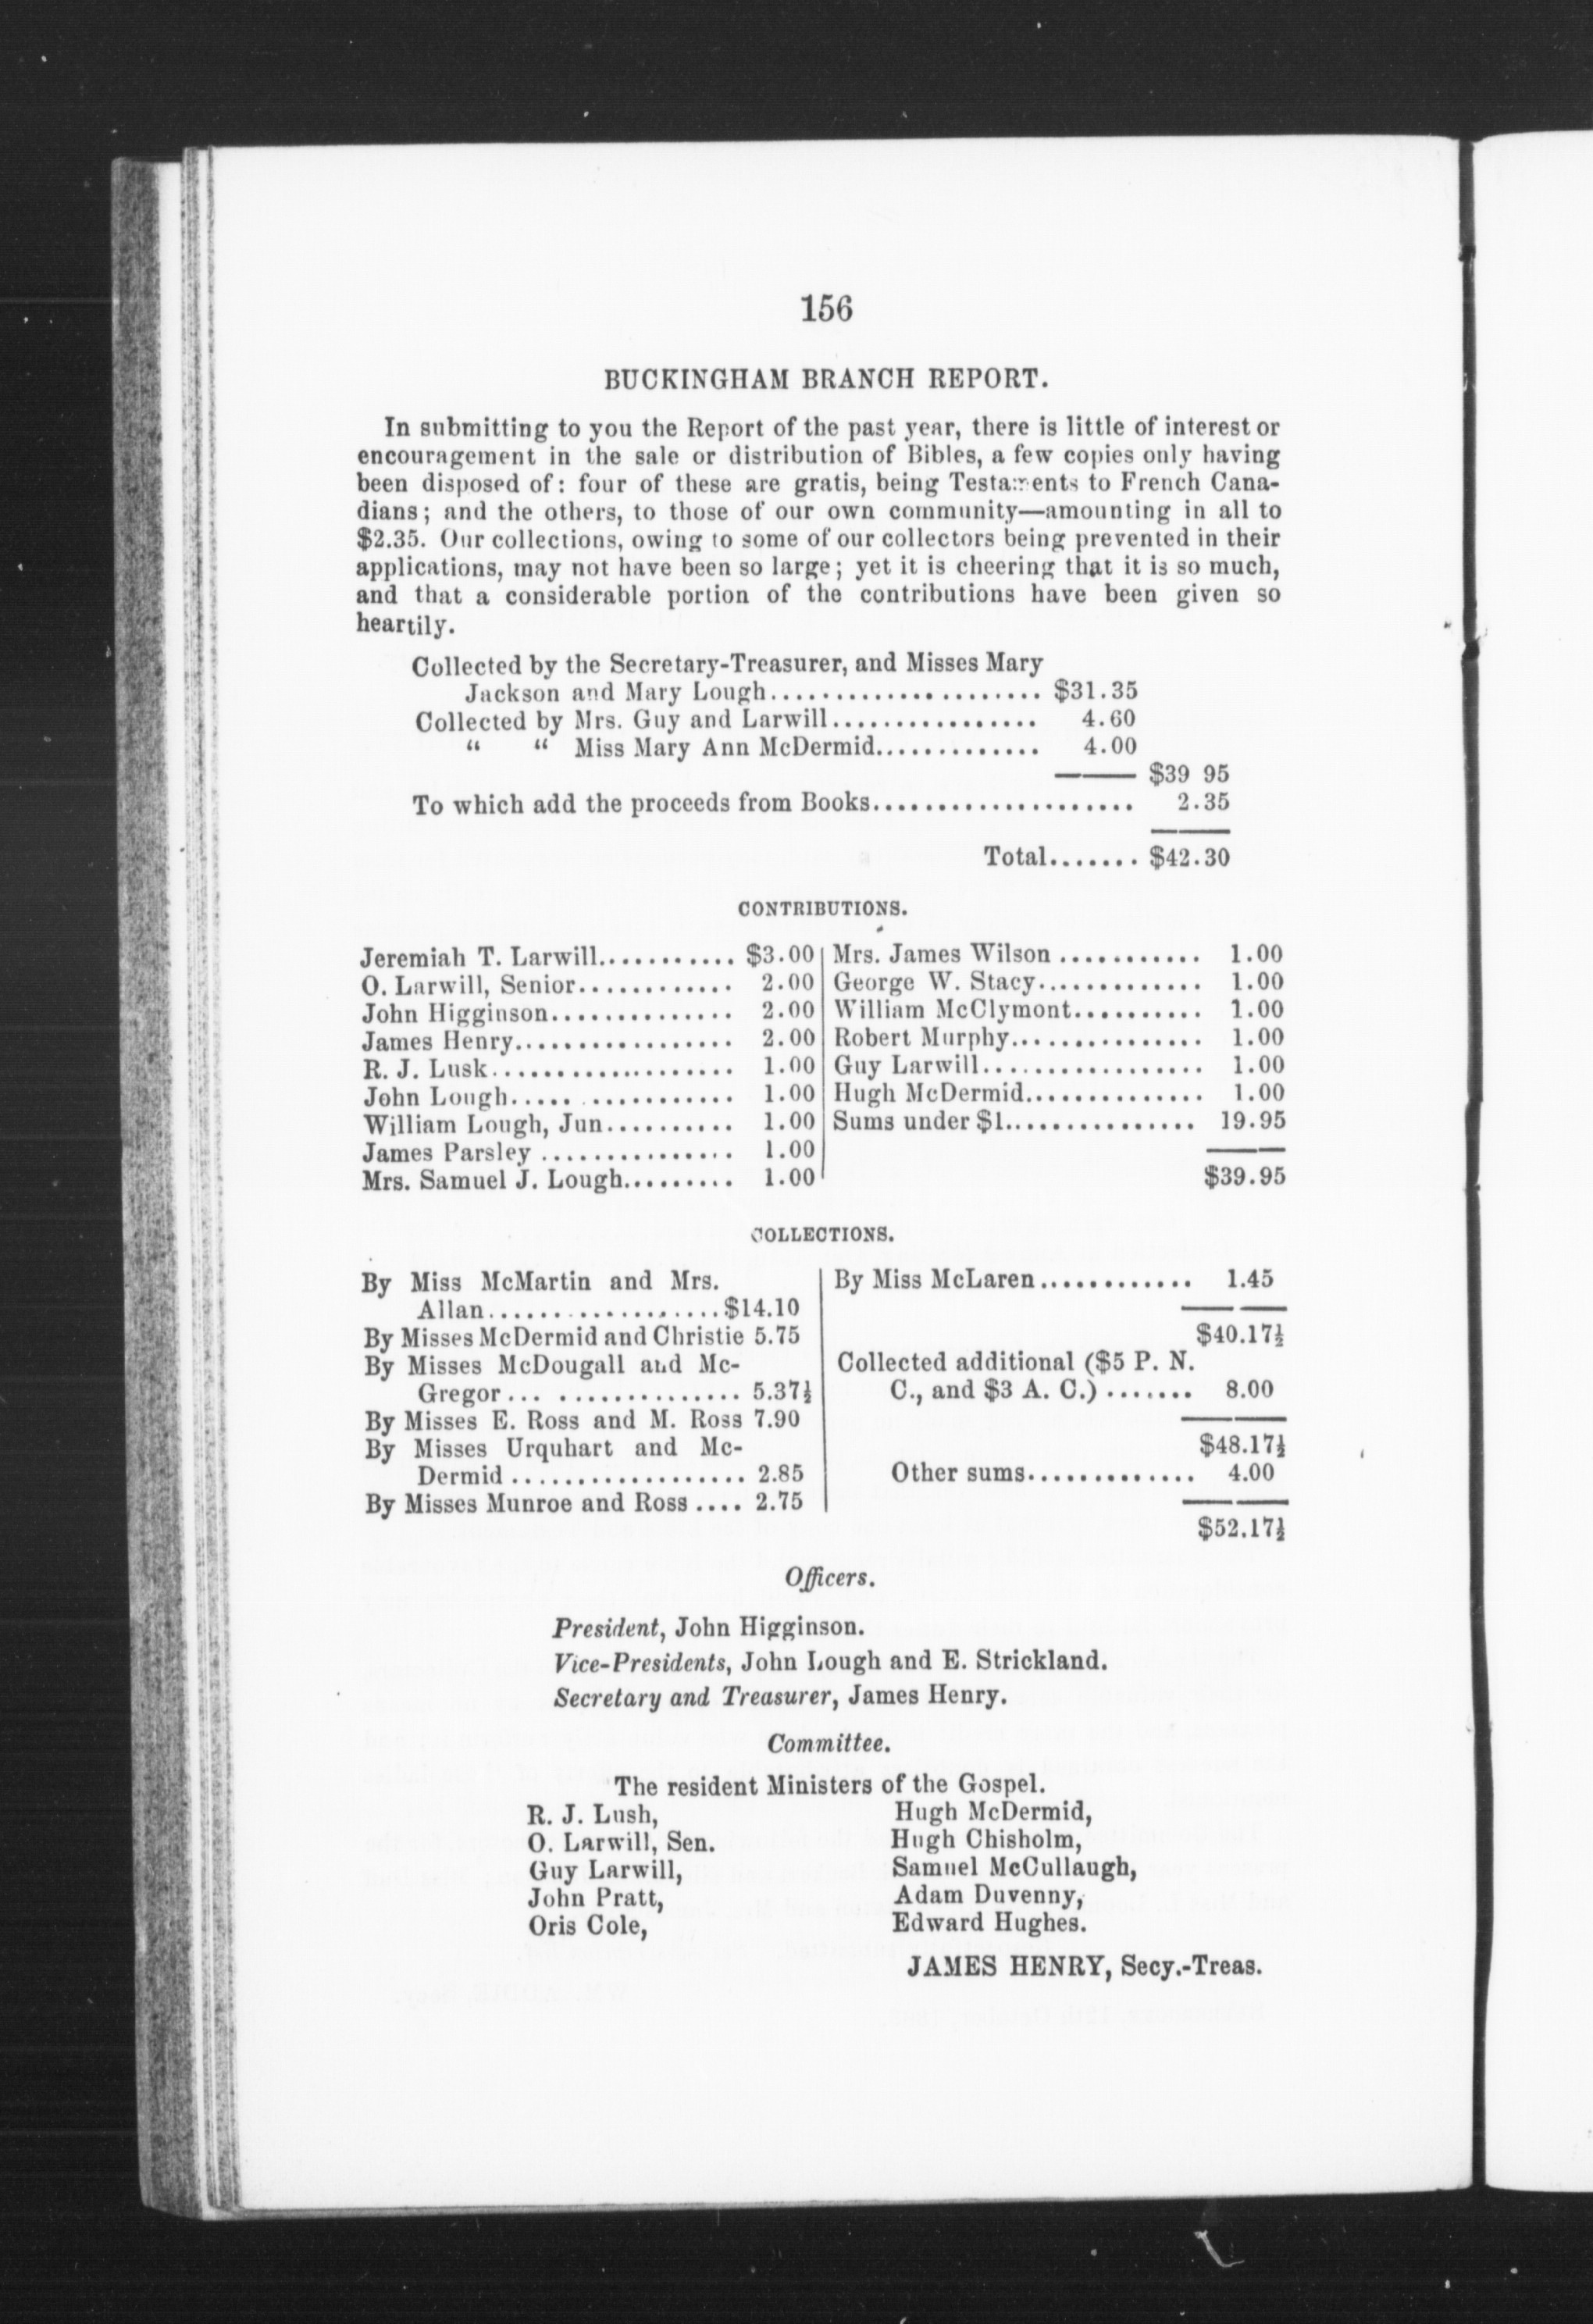 156
BUCKINGHAM BRANCH REPORT.
In submitting to you the Report of the past year, there is little of interest or
encouragement in the sale or distribution of Bibles, a few copies only having
been disposed of: four of these are gratis, being Testaments to French Cana-
dians; and the others, to those of our own community—amounting in all to
$2.35. Our collections, owing to some of our collectors being prevented in their
applications, may not have been so large; yet it is cheering that it is so much,
and that a considerable portion of the contributions have been given so
heartily.
Collected by the Secretary-Treasurer, and Misses Mary
Jackson and Mary Lough..................... $31.35
Collected by Mrs. Guy and Larwill................ 4.60
“ “ Miss Mary Ann McDermid............. 4.00
$39 95
To which add the proceeds from Books.................... 2.35
Total....... $42.30
CONTRIBUTIONS.
Jeremiah T. Larwill........... $3.00
O. Larwill, Senior............ 2.00
John Higginson.............. 2.00
James Henry................. 2.00
R. J. Lusk................... 1.00
John Lough..... ............ 1.00
William Lough, Jun.......... 1.00
James Parsley ............... 1.00
Mrs. Samuel J. Lough......... 1.00
Mrs. James Wilson ........... 1.00
George W. Stacy............. 1.00
William McClymont.......... 1.00
Robert Murphy............... 1.00
Guy Larwill................. 1.00
Hugh McDermid.............. 1.00
Sums under $1............... 19.95
$39.95
COLLECTIONS.
By Miss McMartin and Mrs.
Allan...................$14.10
By Misses McDermid and Christie 5.75
By Misses McDougall and Mc-
Gregor... .............. 5.37½
By Misses E. Ross and M. Ross 7.90
By Misses Urquhart and Mc-
Dermid .................. 2.85
By Misses Munroe and Ross .... 2.75
By Miss McLaren............ 1.45
$40.17½
Collected additional ($5 P. N.
C., and $3 A. C.) ....... 8.00
$48.17½
Other sums............. 4.00
$52.17½
Officers.
President, John Higginson.
Vice-Presidents, John Lough and E. Strickland.
Secretary and Treasurer, James Henry.
Committee.
The resident Ministers of the Gospel.
R. J. Lush,
O. Larwill, Sen.
Guy Larwill,
John Pratt,
Oris Cole,
Hugh McDermid,
Hugh Chisholm,
Samuel McCullaugh,
Adam Duvenny,
Edward Hughes.
JAMES HENRY, Secy.-Treas.